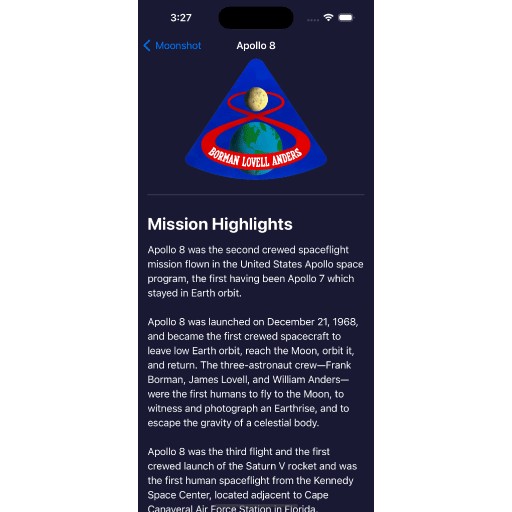 3:27
Moonshot
Apollo 8
BORMAN LOVELL ANDERS
Mission Highlights
Apollo 8 was the second crewed spaceflight
mission flown in the United States Apollo space
program, the first having been Apollo 7 which
stayed in Earth orbit.
Apollo 8 was launched on December 21, 1968,
and became the first crewed spacecraft to
leave low Earth orbit, reach the Moon, orbit it,
and return. The three-astronaut crew—Frank
Borman, James Lovell, and William Anders—
were the first humans to fly to the Moon, to
witness and photograph an Earthrise, and to
escape the gravity of a celestial body.
Apollo 8 was the third flight and the first
crewed launch of the Saturn V rocket and was
the first human spaceflight from the Kennedy
Space Center, located adjacent to Cape
Canaveral Air Force Station in Florida.